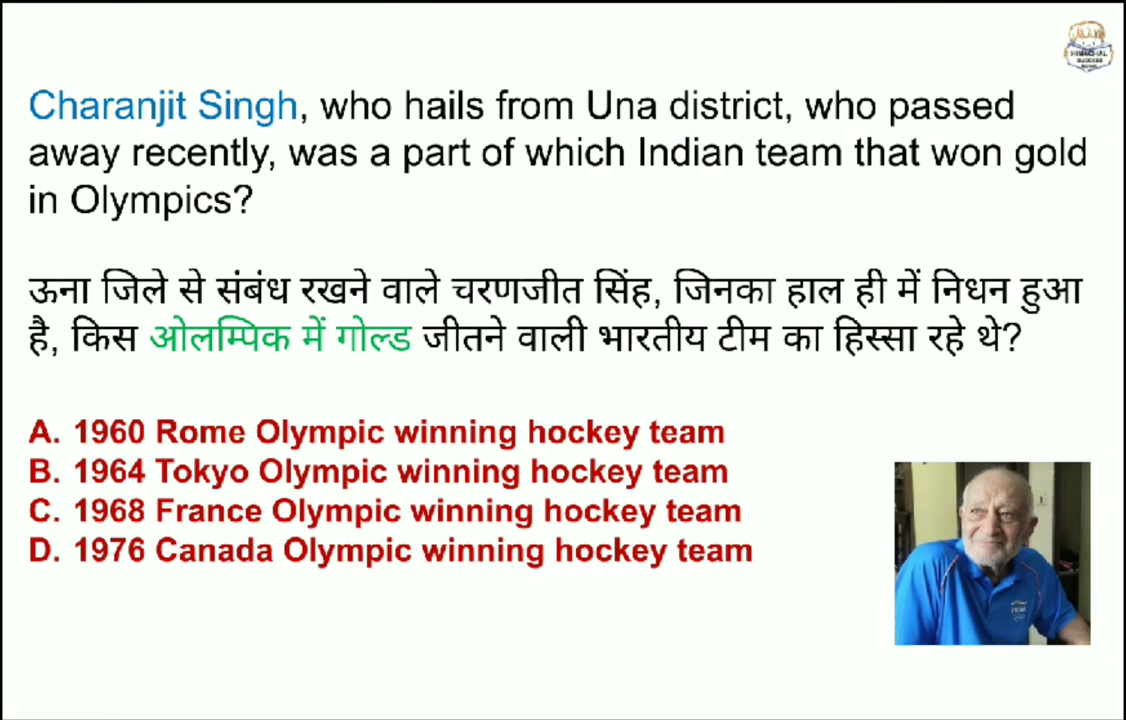 HIMACHAL
SUCCESS
Charanjit Singh, who hails from Una district, who passed
away recently, was a part of which Indian team that won gold
in Olympics?
ऊना जिले से संबंध रखने वाले चरणजीत सिंह, जिनका हाल ही में निधन हुआ
है, किस ओलम्पिक में गोल्ड जीतने वाली भारतीय टीम का हिस्सा रहे थे?
A. 1960 Rome Olympic winning hockey team
B. 1964 Tokyo Olympic winning hockey team
C. 1968 France Olympic winning hockey team
D. 1976 Canada Olympic winning hockey team